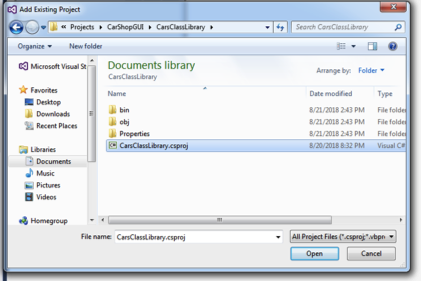 Add Existing Project
« Projects ▸ CarShopGUI ▸ CarsClassLibrary ▸
Search CarsClassLibrary
Organize ▾ New folder
Microsoft Visual St
Favorites
Desktop
Downloads
Recent Places
Libraries
Documents
Music
Pictures
Videos
Homegroup
Documents library
CarsClassLibrary
Arrange by: Folder ▾
Name Date modified Type
bin 8/21/2018 2:43 PM File folder
obj 8/21/2018 2:43 PM File folder
Properties 8/21/2018 2:43 PM File folder
CarsClassLibrary.csproj 8/20/2018 8:32 PM Visual C#
File name: CarsClassLibrary.csproj
All Project Files (*.csproj;*.vbpr
Open Cancel